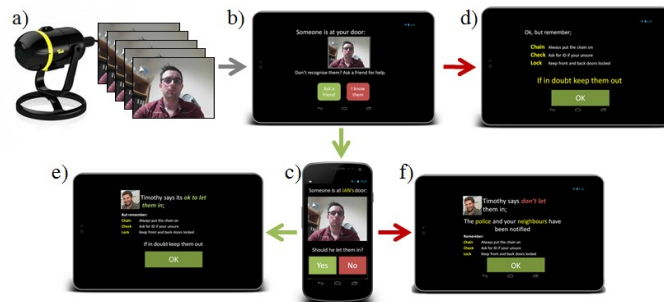 a)
b)
Someone is at your door:
Don't recognise them? Ask a friend for help.
Ask a
friend
I know
them
d)
Ok, but remember;
Chain Always put the chain on
Check Ask for ID if your unsure
Lock Keep front and back doors locked
If in doubt keep them out
OK
e)
Timothy says its ok to let
them in;
But remember:
Chain Always put the chain on
Check Ask for ID if your unsure
Lock Keep front and back doors locked
If in doubt keep them out
OK
c)
Someone is at IAN's door:
Should he let them in?
Yes
No
f)
Timothy says don't let
them in;
The police and your neighbours have
been notified
Remember:
Chain Always put the chain on
Check Ask for ID if your unsure
Lock Keep front and back doors locked
OK